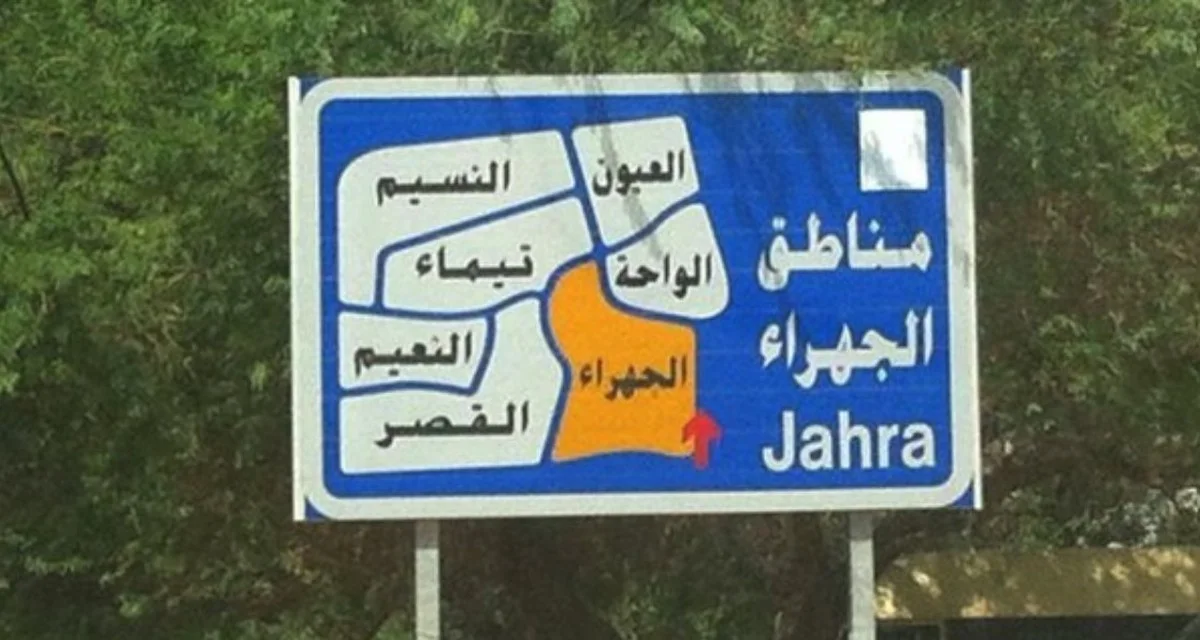 مناطق
الجهراء
Jahra
العيون
النسيم
الواحة
تيماء
الجهراء
النعيم
القصر